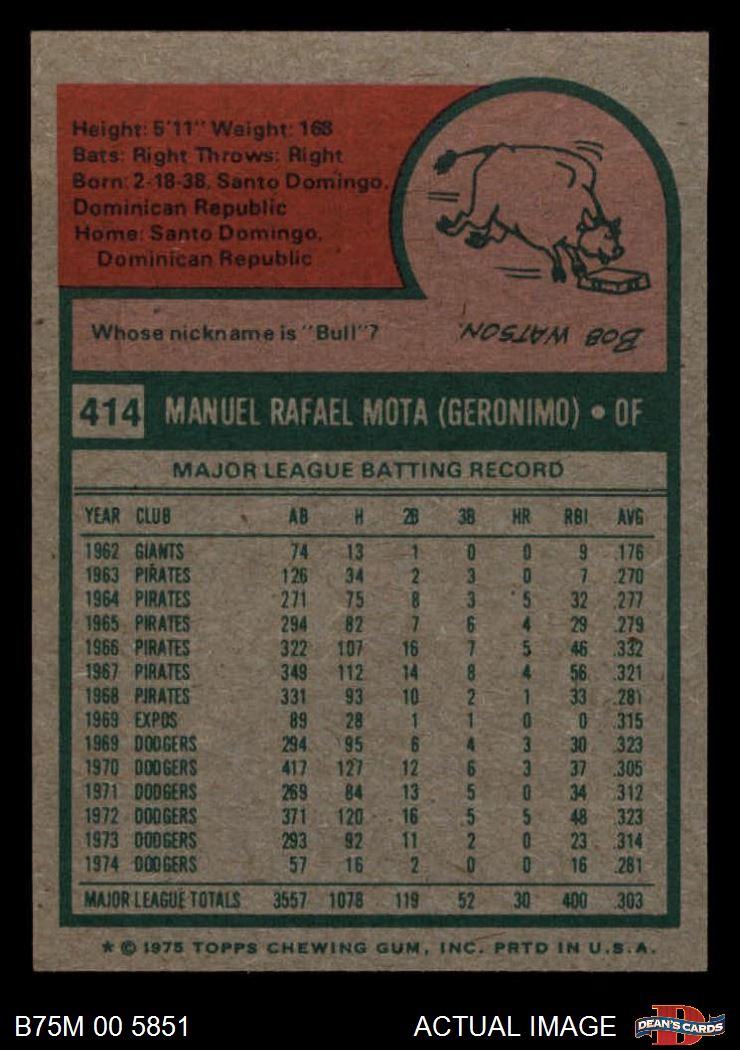 Height: 5'11" Weight: 168
Bats: Right Throws: Right
Born: 2-18-38, Santo Domingo,
Dominican Republic
Home: Santo Domingo,
Dominican Republic
Whose nickname is "Bull"?
BOB WATSON.
414 MANUEL RAFAEL MOTA (GERONIMO) • OF
MAJOR LEAGUE BATTING RECORD
YEAR CLUB AB H 2B 3B HR RBI AVG
1962 GIANTS 74 13 1 0 0 9 .176
1963 PIRATES 126 34 2 3 0 7 .270
1964 PIRATES 271 75 8 3 5 32 .277
1965 PIRATES 294 82 7 6 4 29 .279
1966 PIRATES 322 107 16 7 5 46 .332
1967 PIRATES 349 112 14 8 4 56 .321
1968 PIRATES 331 93 10 2 1 33 .281
1969 EXPOS 89 28 1 1 0 0 .315
1969 DODGERS 294 95 6 4 3 30 .323
1970 DODGERS 417 127 12 6 3 37 .305
1971 DODGERS 269 84 13 5 0 34 .312
1972 DODGERS 371 120 16 5 5 48 .323
1973 DODGERS 293 92 11 2 0 23 .314
1974 DODGERS 57 16 2 0 0 16 .281
MAJOR LEAGUE TOTALS 3557 1078 119 52 30 400 .303
* © 1975 TOPPS CHEWING GUM, INC. PRTD IN U.S.A.
B75M 00 5851 ACTUAL IMAGE DEAN'S CARDS